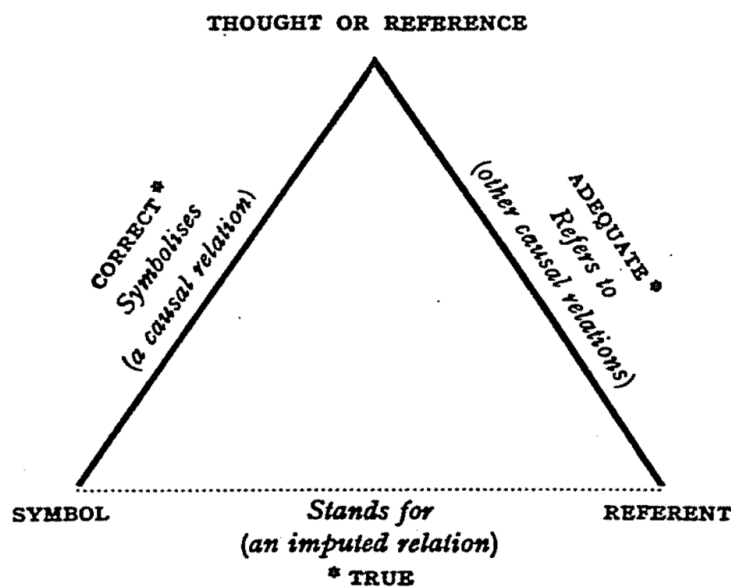 THOUGHT OR REFERENCE
CORRECT*
Symbolises
(a causal relation)
ADEQUATE*
Refers to
(other causal relations)
SYMBOL
Stands for
(an imputed relation)
* TRUE
REFERENT